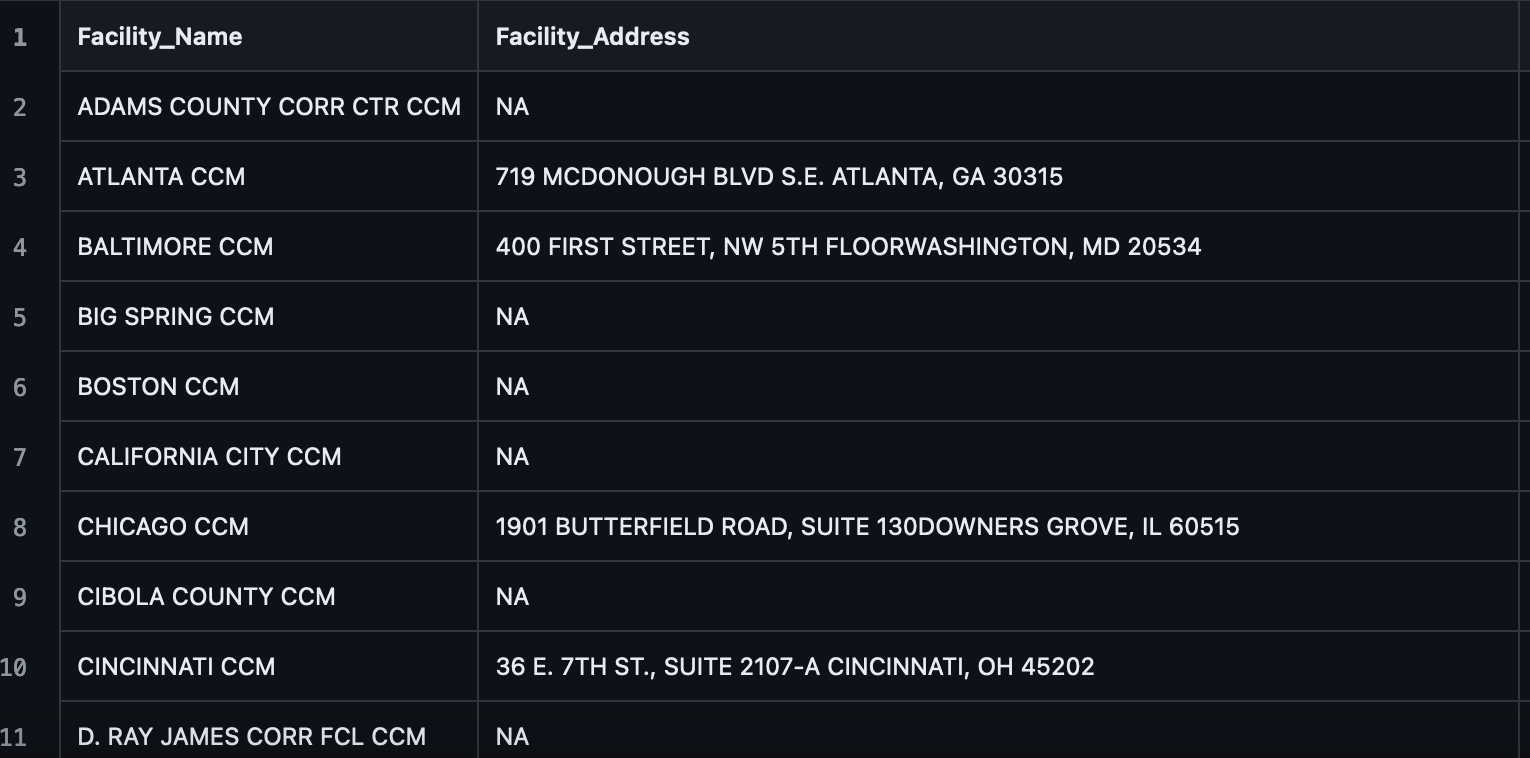 1 Facility_Name Facility_Address
2 ADAMS COUNTY CORR CTR CCM NA
3 ATLANTA CCM 719 MCDONOUGH BLVD S.E. ATLANTA, GA 30315
4 BALTIMORE CCM 400 FIRST STREET, NW 5TH FLOORWASHINGTON, MD 20534
5 BIG SPRING CCM NA
6 BOSTON CCM NA
7 CALIFORNIA CITY CCM NA
8 CHICAGO CCM 1901 BUTTERFIELD ROAD, SUITE 130DOWNERS GROVE, IL 60515
9 CIBOLA COUNTY CCM NA
10 CINCINNATI CCM 36 E. 7TH ST., SUITE 2107-A CINCINNATI, OH 45202
11 D. RAY JAMES CORR FCL CCM NA